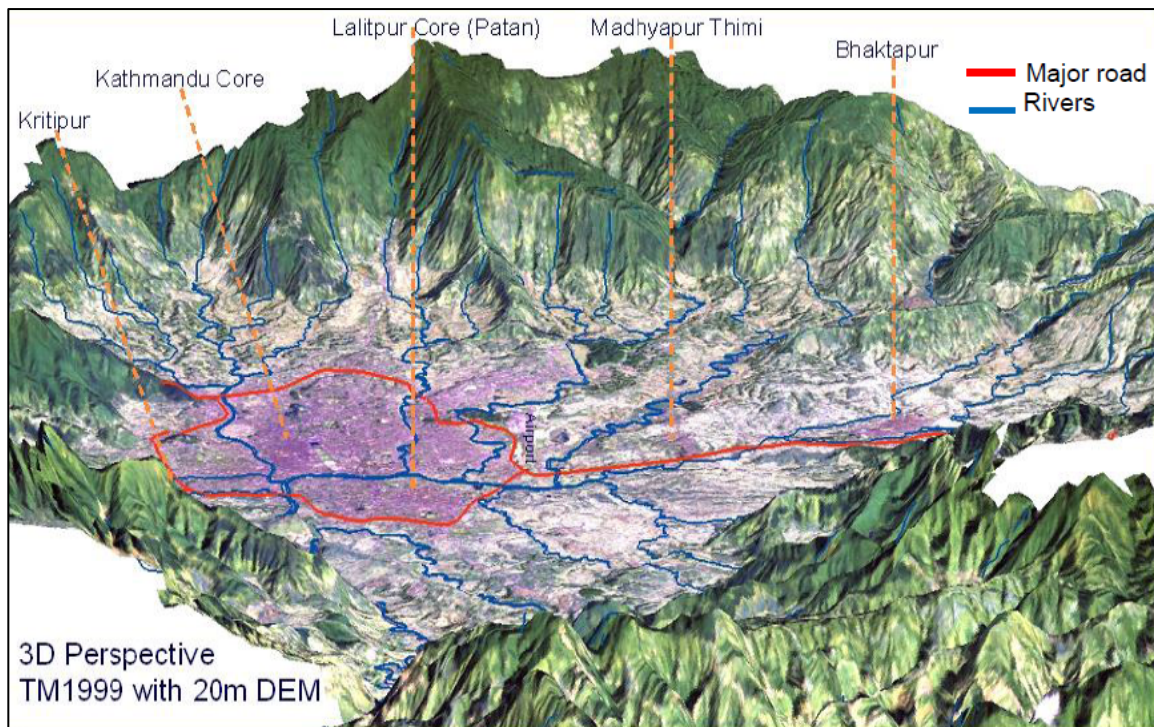 Lalitpur Core (Patan)
Madhyapur Thimi
Bhaktapur
Kathmandu Core
Kritipur
Major road
Rivers
Airport
3D Perspective
TM1999 with 20m DEM